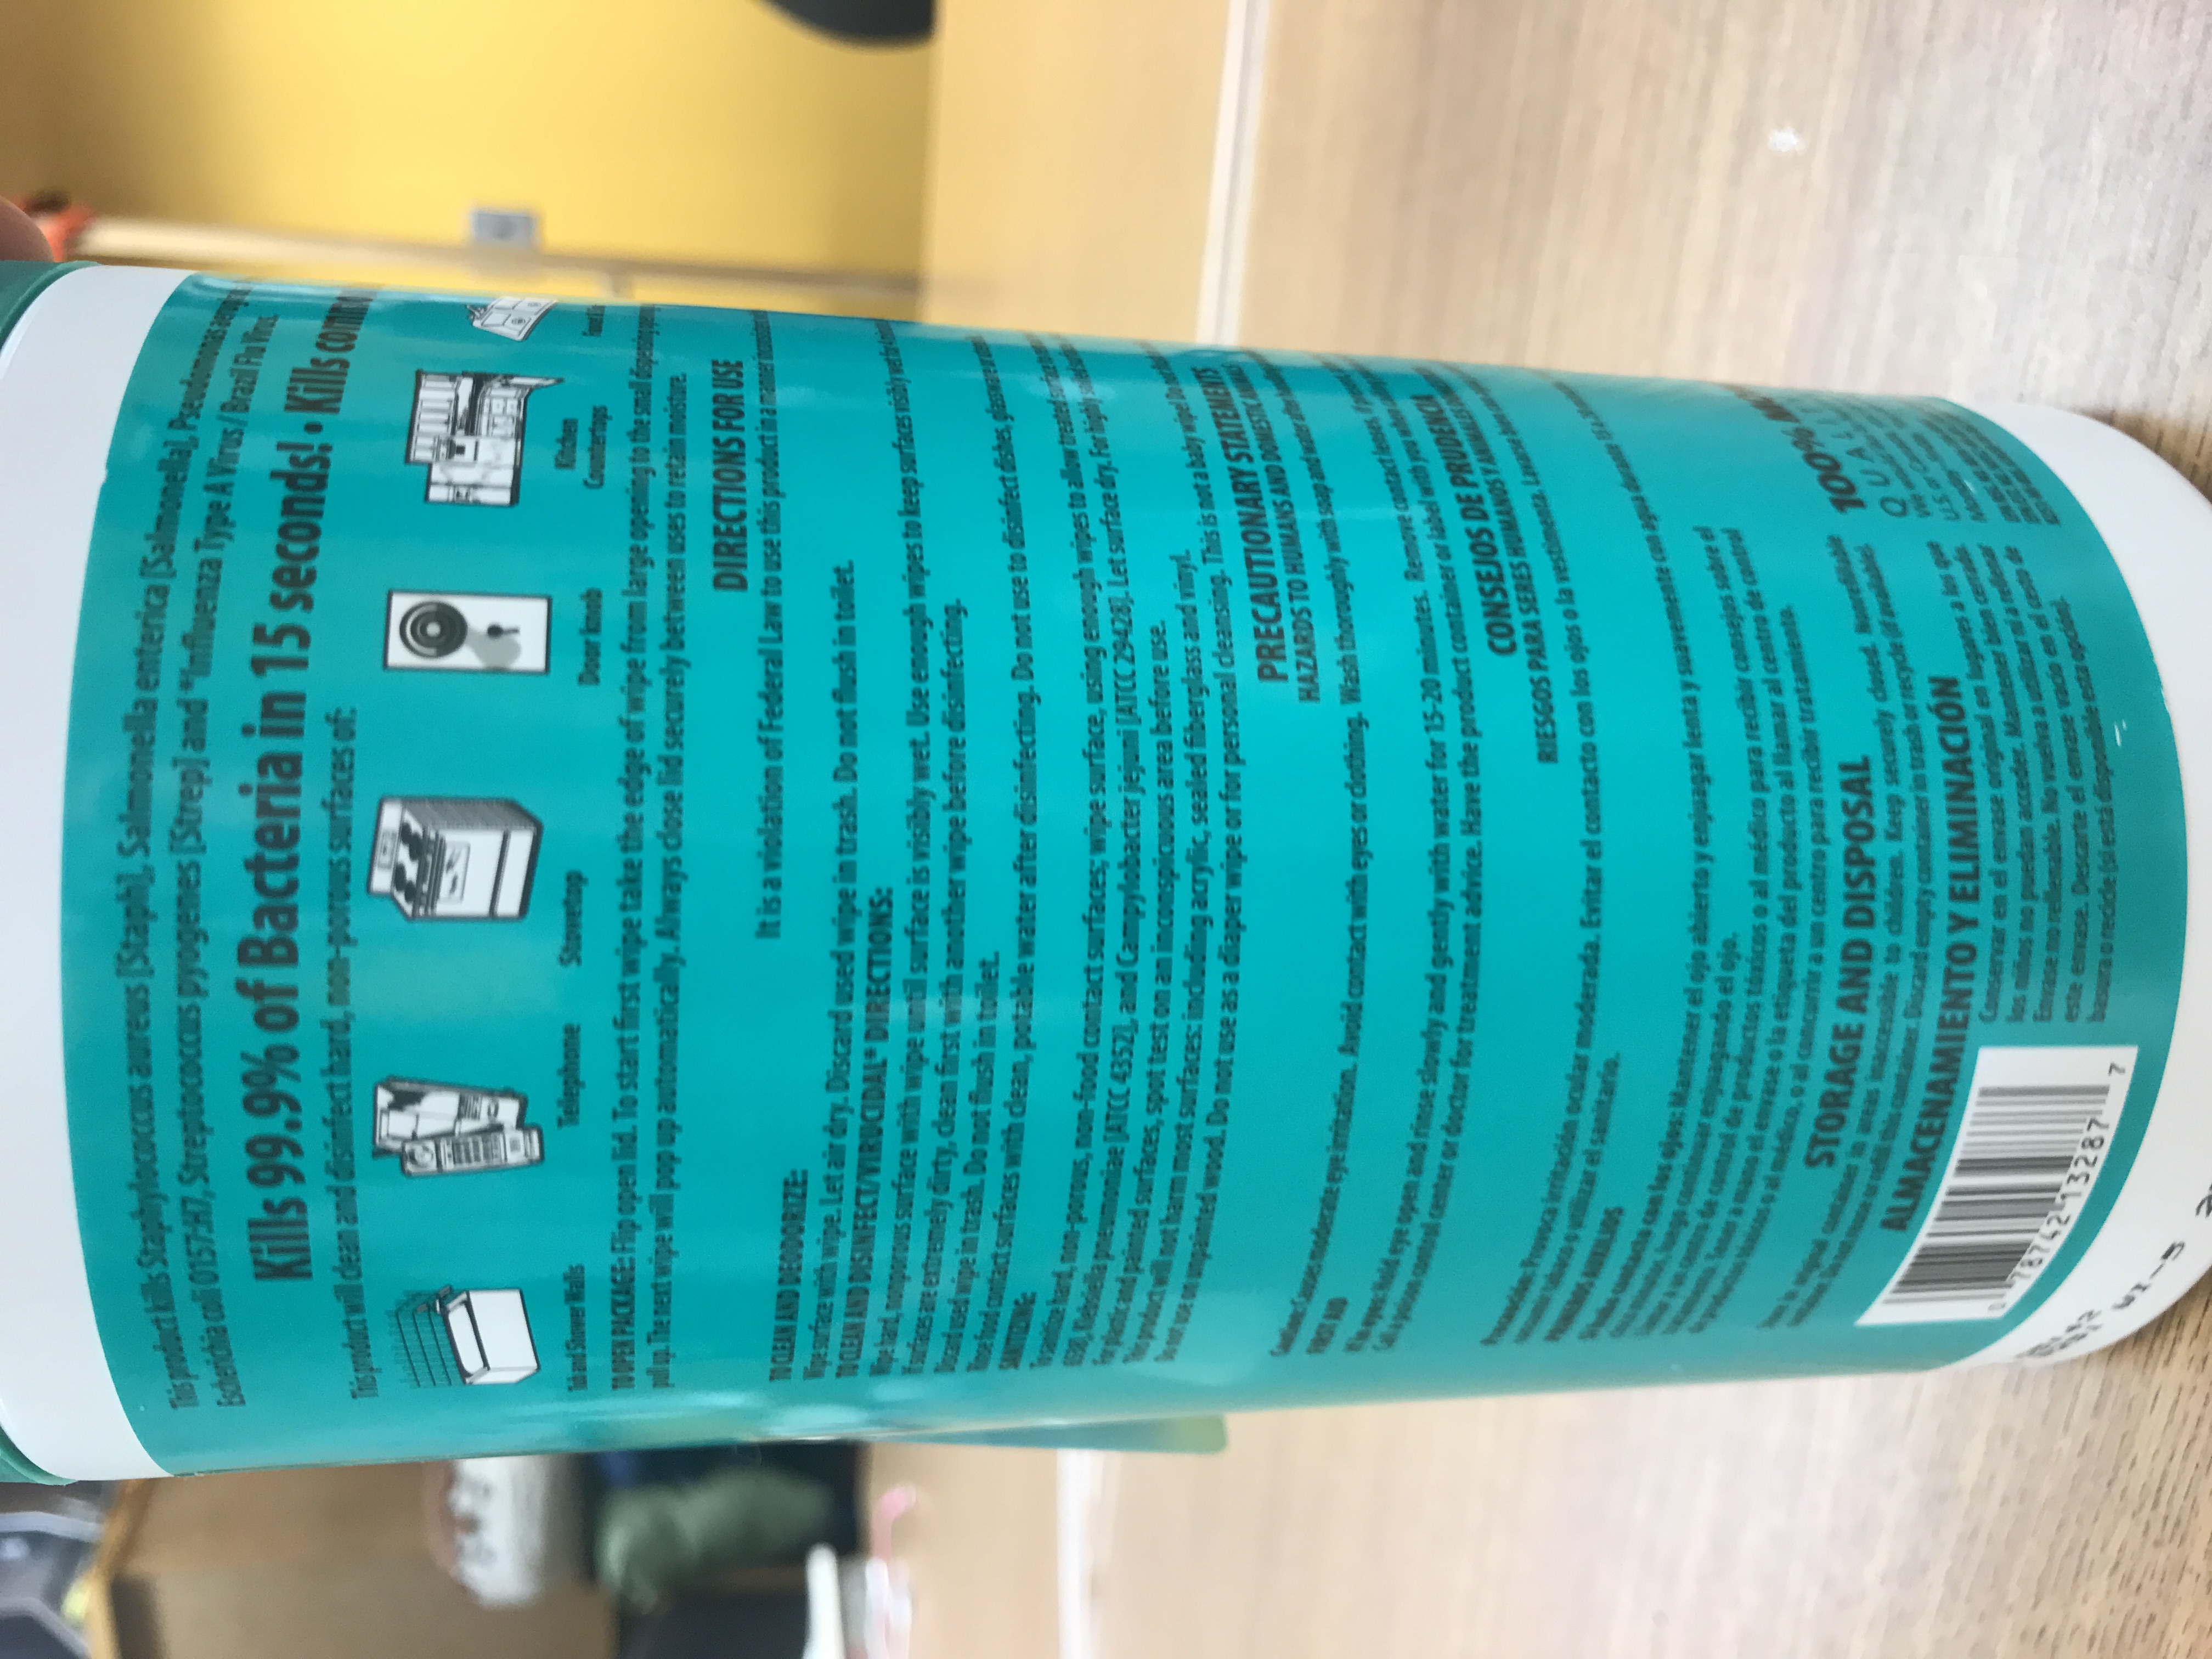 This product kills Staphylococcus aureus [Staph], Salmonella enterica [Salmonella], Pseudomonas
Escherichia coli O157:H7, Streptococcus pyogenes [Strep] and *Influenza Type A Virus / Brazil Flu Virus.
Kills 99.9% of Bacteria in 15 seconds! • Kills
This product will clean and disinfect hard, non-porous surfaces of:
Tub and Shower Walls
Telephone
Stovetop
Door knob
Kitchen
Countertops
TO OPEN PACKAGE: Flip open lid. To start first wipe take the edge of wipe from large opening to the small dispensing
pull up. The next wipe will pop up automatically. Always close lid securely between uses to retain moisture.
DIRECTIONS FOR USE
It is a violation of Federal Law to use this product in a manner inconsistent
TO CLEAN AND DEODORIZE:
Wipe surface with wipe. Let air dry. Discard used wipe in trash. Do not flush in toilet.
TO CLEAN AND DISINFECT/VIRUCIDAL* DIRECTIONS:
Wipe hard, nonporous surface with wipe until surface is visibly wet. Use enough wipes to keep surfaces visibly wet for 4
If surfaces are extremely dirty, clean first with another wipe before disinfecting.
Discard used wipe in trash. Do not flush in toilet.
Rinse food contact surfaces with clean, potable water after disinfecting. Do not use to disinfect dishes, glassware or
SANITIZING:
To sanitize hard, non-porous, non-food contact surfaces; wipe surface, using enough wipes to allow treated surface to
6538], Klebsiella pneumoniae [ATCC 4352], and Campylobacter jejuni [ATCC 29428]. Let surface dry. For highly soiled
For plastic and painted surfaces, spot test on an inconspicuous area before use.
This product will not harm most surfaces: including acrylic, sealed fiberglass and vinyl.
Do not use on unpainted wood. Do not use as a diaper wipe or for personal cleansing. This is not a baby wipe! Do not
PRECAUTIONARY STATEMENTS
HAZARDS TO HUMANS AND DOMESTIC ANIMALS
Caution: Causes moderate eye irritation. Avoid contact with eyes or clothing. Wash thoroughly with soap and water after handling
FIRST AID
If in eyes: Hold eye open and rinse slowly and gently with water for 15-20 minutes. Remove contact lenses, if present,
Call a poison control center or doctor for treatment advice. Have the product container or label with you when calling
CONSEJOS DE PRUDENCIA
RIESGOS PARA SERES HUMANOS Y ANIMALES
Precaución: Provoca irritación ocular moderada. Evitar el contacto con los ojos o la vestimenta. Lavarse bien con
tabaco o utilizar el sanitario.
PRIMEROS AUXILIOS
Si hubo contacto con los ojos: Mantener el ojo abierto y enjuagar lenta y suavemente con agua durante 15 a 20
cinco minutos, luego continuar enjuagando el ojo.
Llamar a un centro de control de productos tóxicos o al médico para recibir consejos sobre el
tratamiento. Tener a mano el envase o la etiqueta del producto al llamar al centro de control
de productos tóxicos o al médico, o al concurrir a un centro para recibir tratamiento.
STORAGE AND DISPOSAL
Store in original container in areas inaccessible to children. Keep securely closed. Nonrefillable
container. Do not reuse or refill this container. Discard empty container in trash or recycle (if available).
ALMACENAMIENTO Y ELIMINACIÓN
Conservar en el envase original en lugares a los que
los niños no puedan acceder. Mantener bien cerrado.
Envase no rellenable. No vuelva a utilizar ni a rellenar
este envase. Descarte el envase vacío en el cesto de
basura o recicle (si está disponible esta opción).
100%
U.S. or
0 78742 13287 7